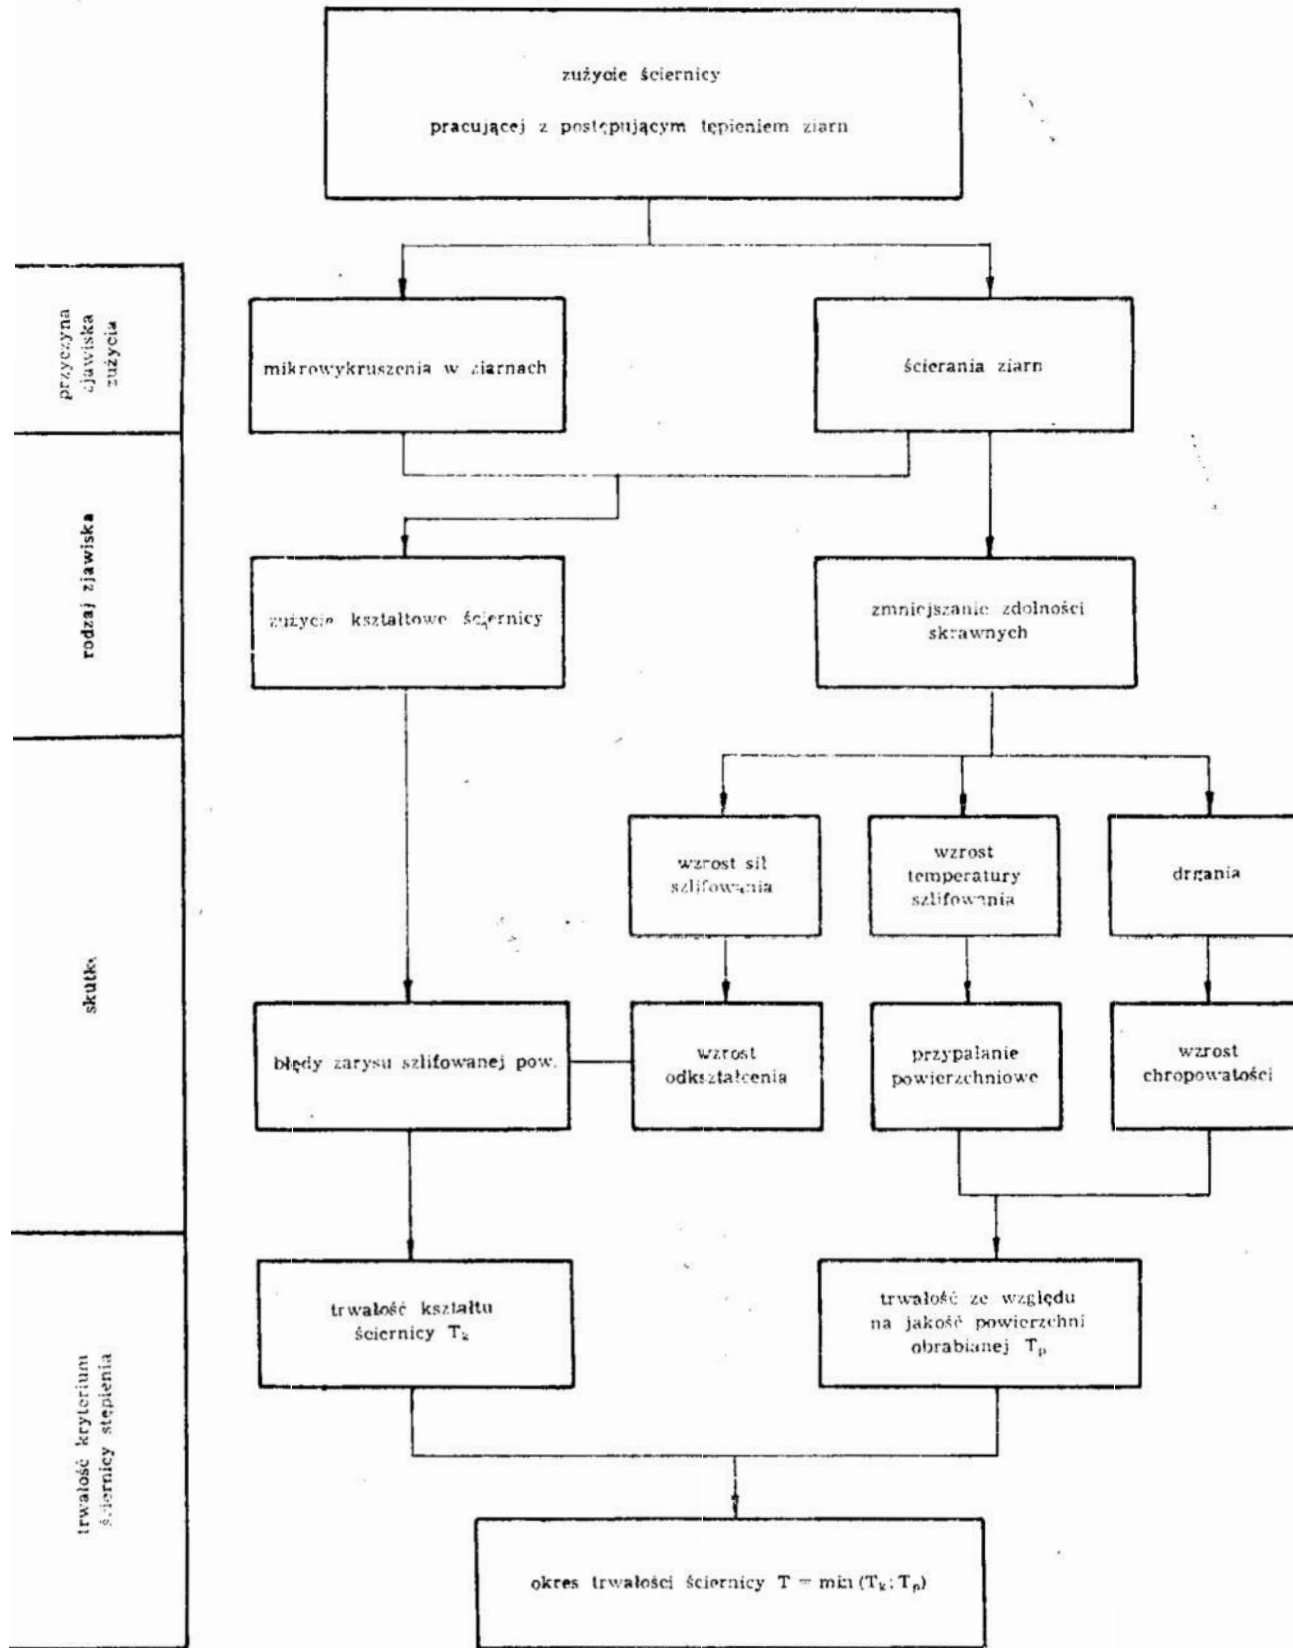 zużycie ściernicy
pracującej z postępującym tępieniem ziarn
przyczyna
zjawiska
zużycia
mikrowykruszenia w ziarnach
ścierania ziarn
rodzaj zjawiska
zużycie kształtowe ściernicy
zmniejszanie zdolności
skrawnych
skutki
wzrost sił
szlifowania
wzrost
temperatury
szlifowania
drgania
błędy zarysu szlifowanej pow.
wzrost
odkształcenia
przypalanie
powierzchniowe
wzrost
chropowatości
trwałość kryterium
ściernicy stępienia
trwałość kształtu
ściernicy Tk
trwałość ze względu
na jakość powierzchni
obrabianej Tp
okres trwałości ściernicy T = min (Tk; Tp)